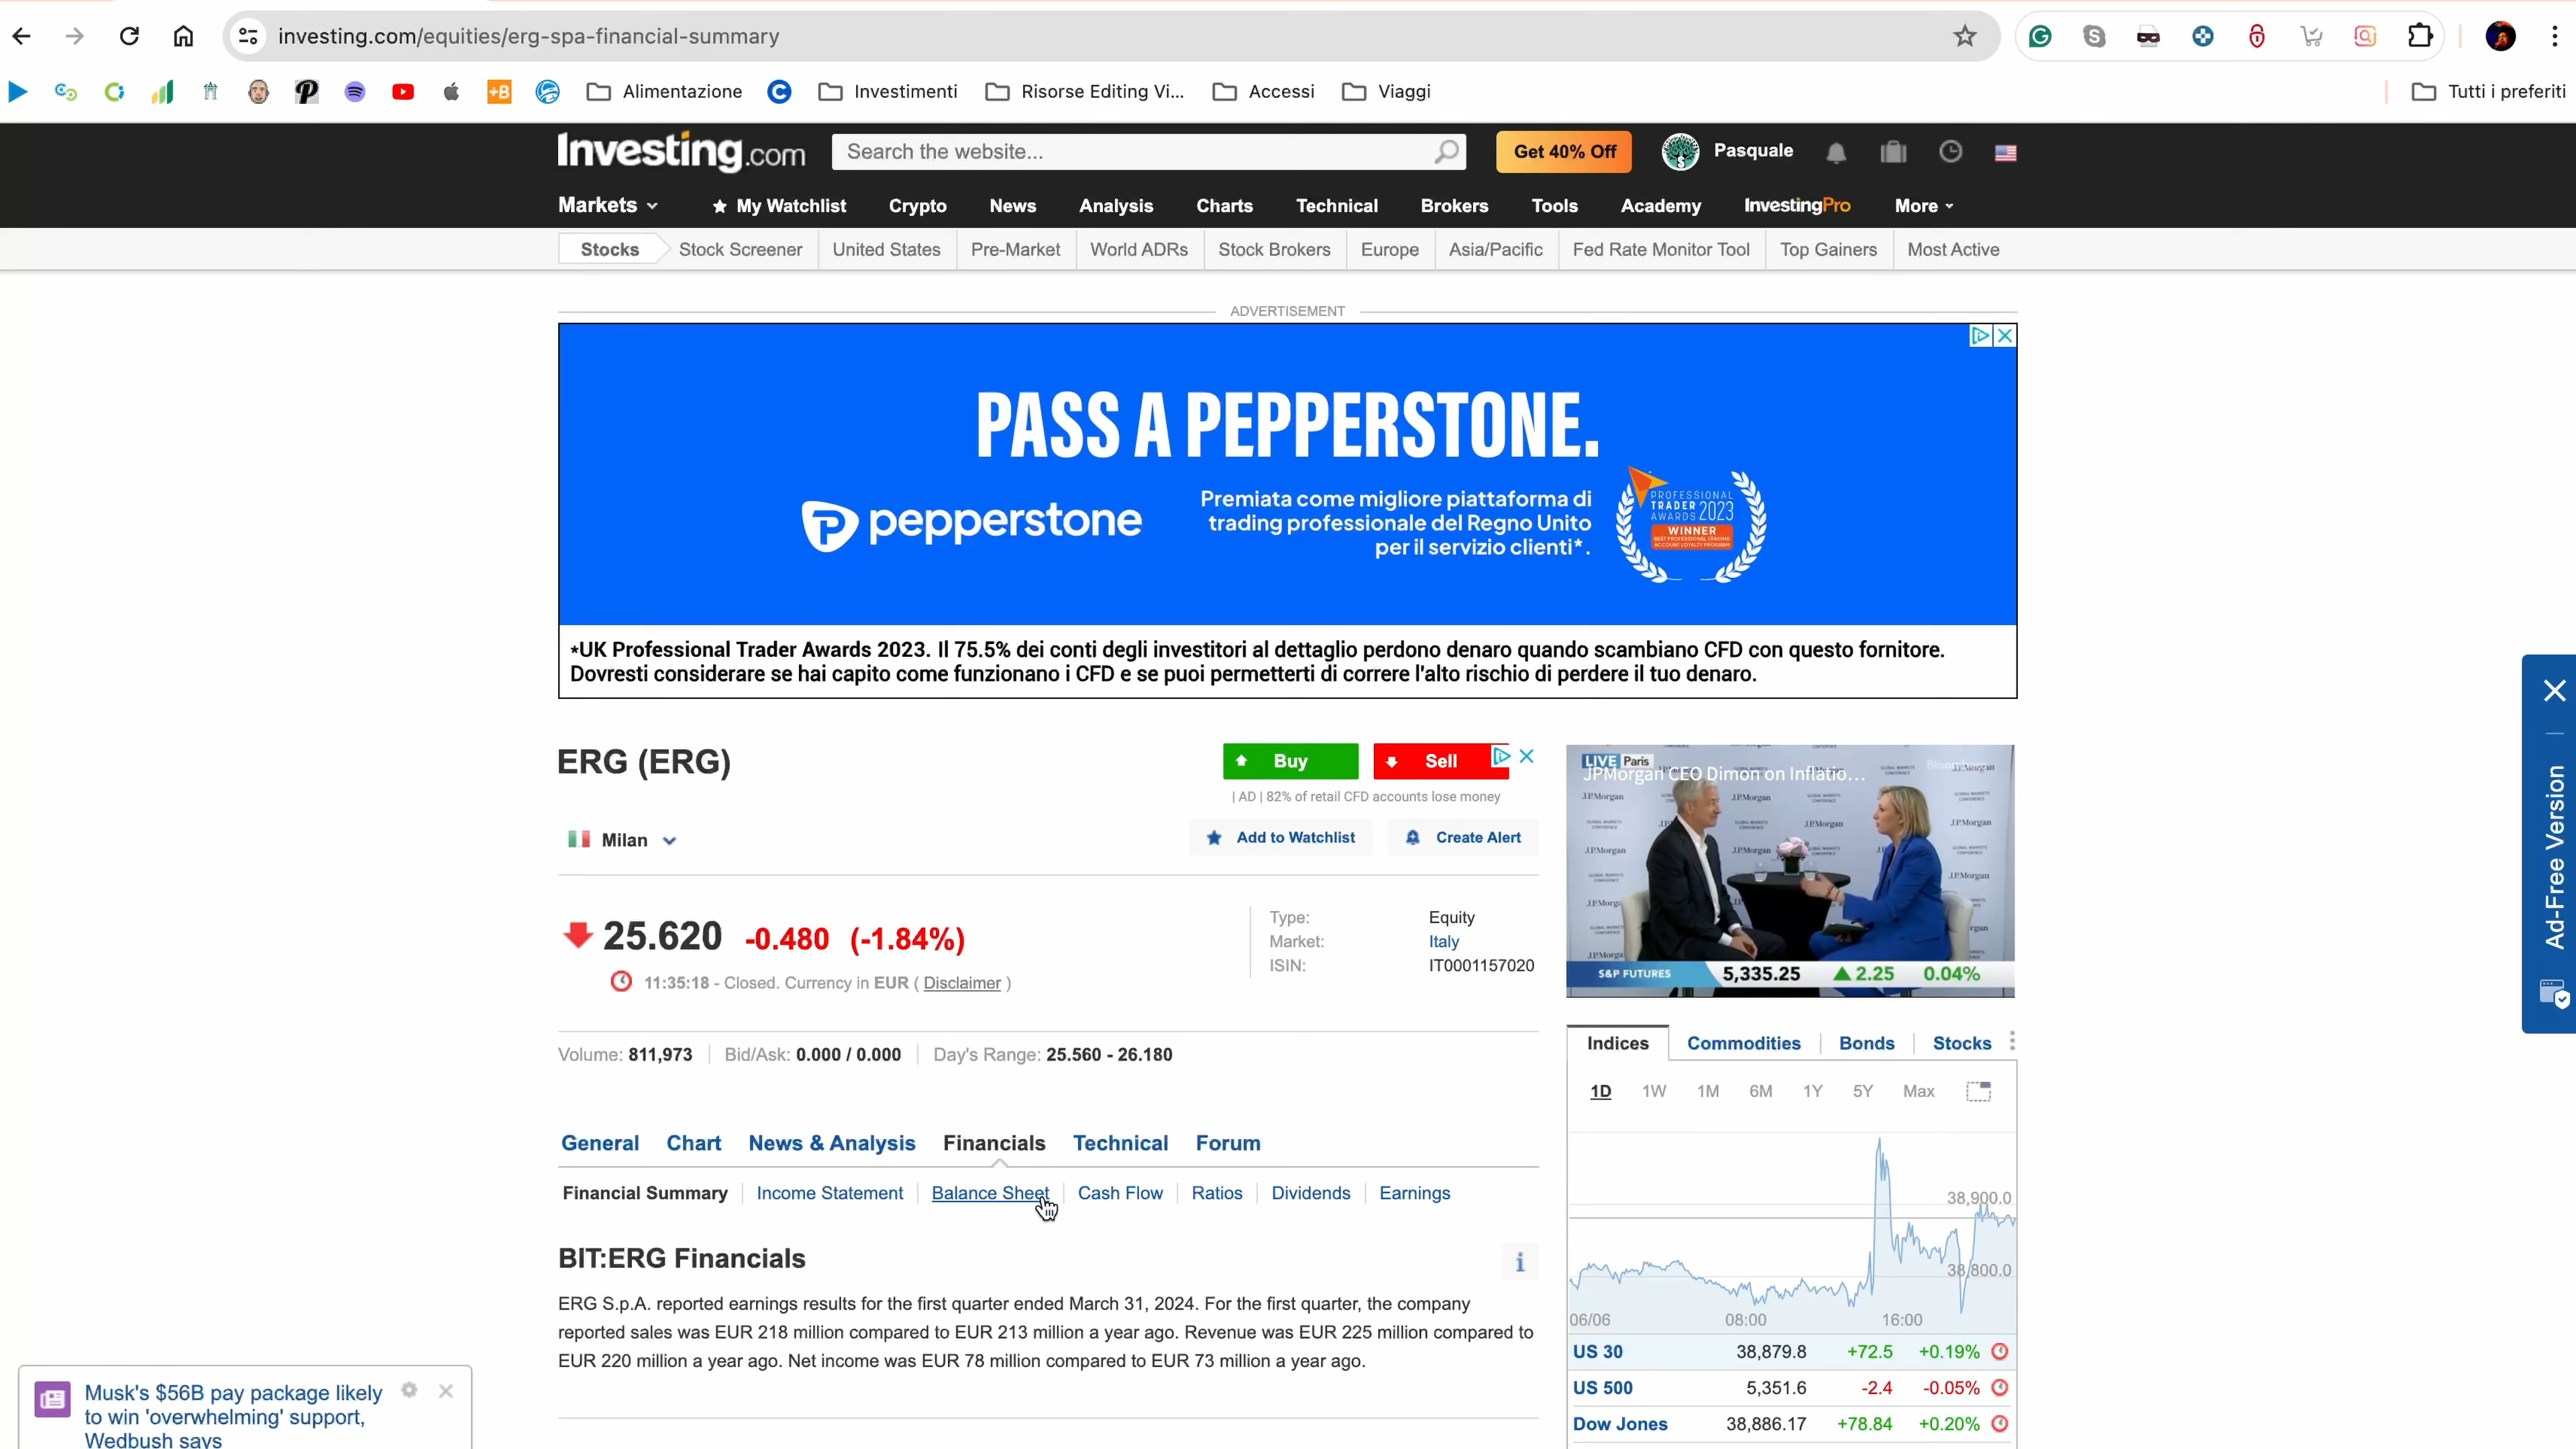 investing.com/equities/erg-spa-financial-summary
Alimentazione
Investimenti
Risorse Editing Vi...
Accessi
Viaggi
Tutti i preferiti
Investing.com
Search the website...
Get 40% Off
Pasquale
Markets
My Watchlist
Crypto
News
Analysis
Charts
Technical
Brokers
Tools
Academy
InvestingPro
More
Stocks
Stock Screener
United States
Pre-Market
World ADRs
Stock Brokers
Europe
Asia/Pacific
Fed Rate Monitor Tool
Top Gainers
Most Active
ADVERTISEMENT
PASS A PEPPERSTONE.
pepperstone
Premiata come migliore piattaforma di
trading professionale del Regno Unito
per il servizio clienti*.
PROFESSIONAL
TRADER
AWARDS 2023
WINNER
*UK Professional Trader Awards 2023. Il 75.5% dei conti degli investitori al dettaglio perdono denaro quando scambiano CFD con questo fornitore.
Dovresti considerare se hai capito come funzionano i CFD e se puoi permetterti di correre l'alto rischio di perdere il tuo denaro.
Ad-Free Version
ERG (ERG)
Buy
Sell
| AD | 82% of retail CFD accounts lose money
Milan
Add to Watchlist
Create Alert
25.620 -0.480 (-1.84%)
11:35:18 - Closed. Currency in EUR ( Disclaimer )
Type: Equity
Market: Italy
ISIN: IT0001157020
Volume: 811,973
Bid/Ask: 0.000 / 0.000
Day's Range: 25.560 - 26.180
General
Chart
News & Analysis
Financials
Technical
Forum
Financial Summary
Income Statement
Balance Sheet
Cash Flow
Ratios
Dividends
Earnings
BIT:ERG Financials
ERG S.p.A. reported earnings results for the first quarter ended March 31, 2024. For the first quarter, the company
reported sales was EUR 218 million compared to EUR 213 million a year ago. Revenue was EUR 225 million compared to
EUR 220 million a year ago. Net income was EUR 78 million compared to EUR 73 million a year ago.
LIVE Paris
JPMorgan CEO Dimon on Inflatio...
J.P.Morgan
S&P FUTURES 5,335.25 2.25 0.04%
Indices
Commodities
Bonds
Stocks
1D
1W
1M
6M
1Y
5Y
Max
38,900.0
38,800.0
06/06
08:00
16:00
US 30 38,879.8 +72.5 +0.19%
US 500 5,351.6 -2.4 -0.05%
Dow Jones 38,886.17 +78.84 +0.20%
Musk's $56B pay package likely
to win 'overwhelming' support,
Wedbush says